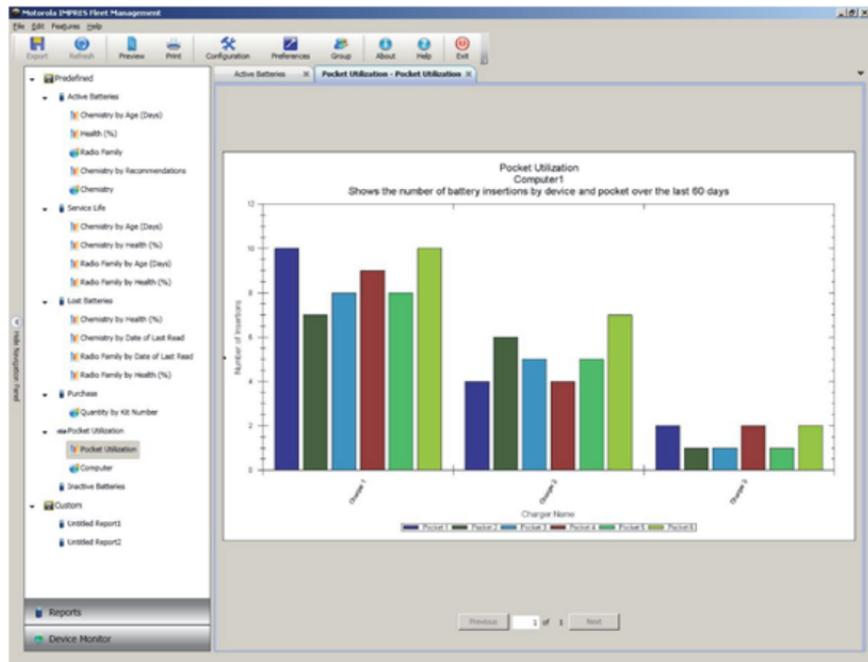 Motorola IMPRES Fleet Management
File Edit Features Help
Export Refresh Preview Print Configuration Preferences Group About Help Exit
Active Batteries Pocket Utilization - Pocket Utilization
Predefined
Active Batteries
Chemistry by Age (Days)
Health (%)
Radio Family
Chemistry by Recommendations
Chemistry
Service Life
Chemistry by Age (Days)
Chemistry by Health (%)
Radio Family by Age (Days)
Radio Family by Health (%)
Lost Batteries
Chemistry by Health (%)
Chemistry by Date of Last Read
Radio Family by Date of Last Read
Radio Family by Health (%)
Purchase
Quantity by Kit Number
Pocket Utilization
Pocket Utilization
Computer
Inactive Batteries
Custom
Untitled Report1
Untitled Report2
Reports
Device Monitor
Hide Navigation Panel
Pocket Utilization
Computer1
Shows the number of battery insertions by device and pocket over the last 60 days
Number of Insertions
12
10
8
6
4
2
0
Charger 1 Charger 2 Charger 3
Charger Name
Pocket 1 Pocket 2 Pocket 3 Pocket 4 Pocket 5 Pocket 6
Previous 1 of 1 Next